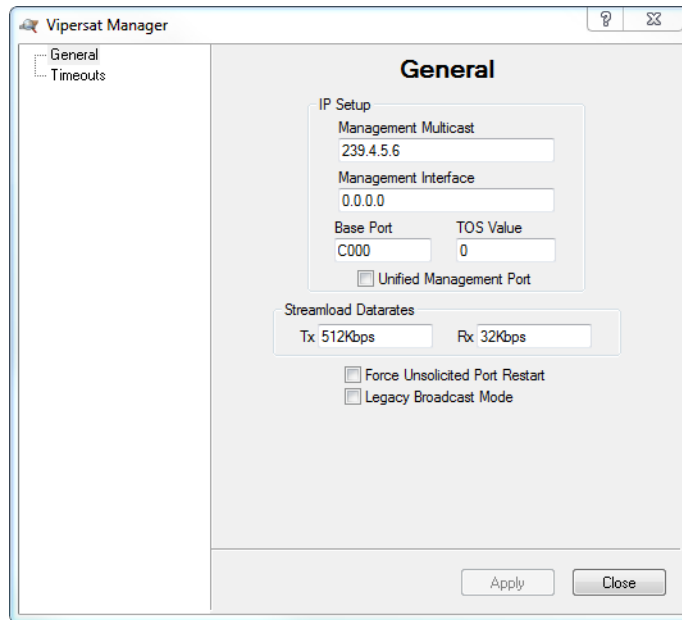 Vipersat Manager
General
Timeouts
General
IP Setup
Management Multicast
239.4.5.6
Management Interface
0.0.0.0
Base Port TOS Value
C000 0
Unified Management Port
Streamload Datarates
Tx 512Kbps Rx 32Kbps
Force Unsolicited Port Restart
Legacy Broadcast Mode
Apply Close